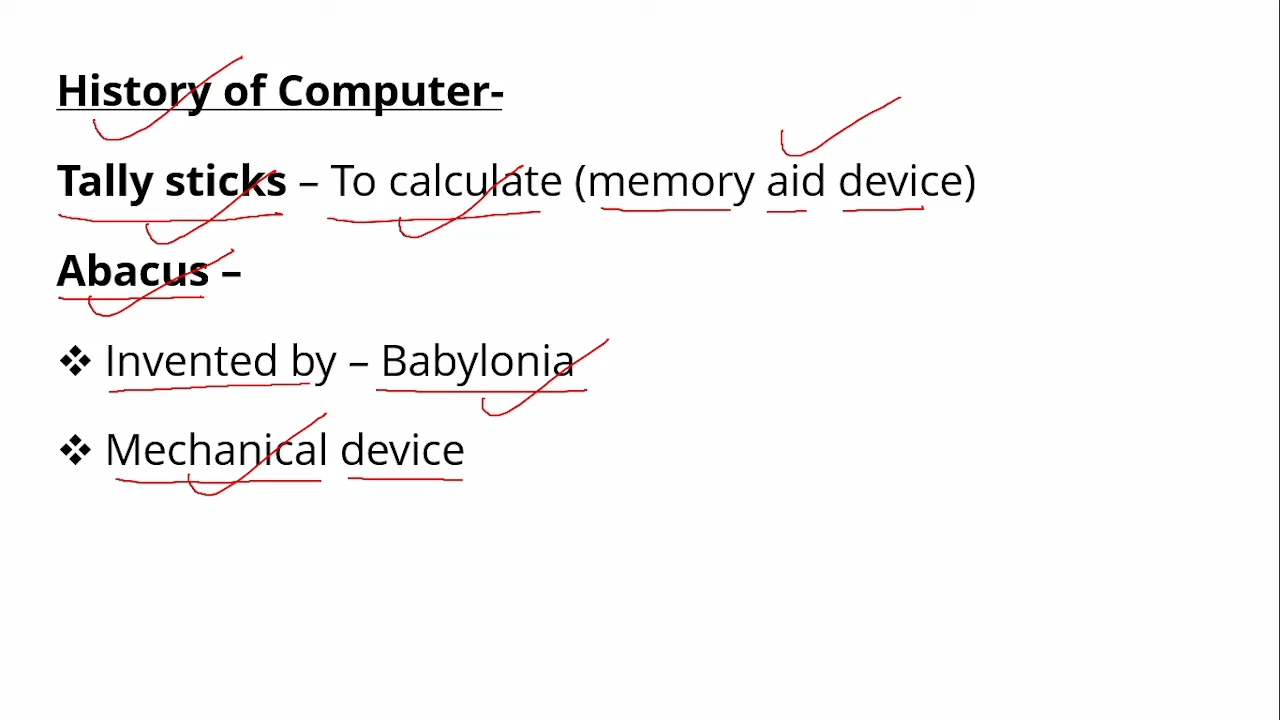 History of Computer-
Tally sticks – To calculate (memory aid device)
Abacus –
❖ Invented by – Babylonia
❖ Mechanical device